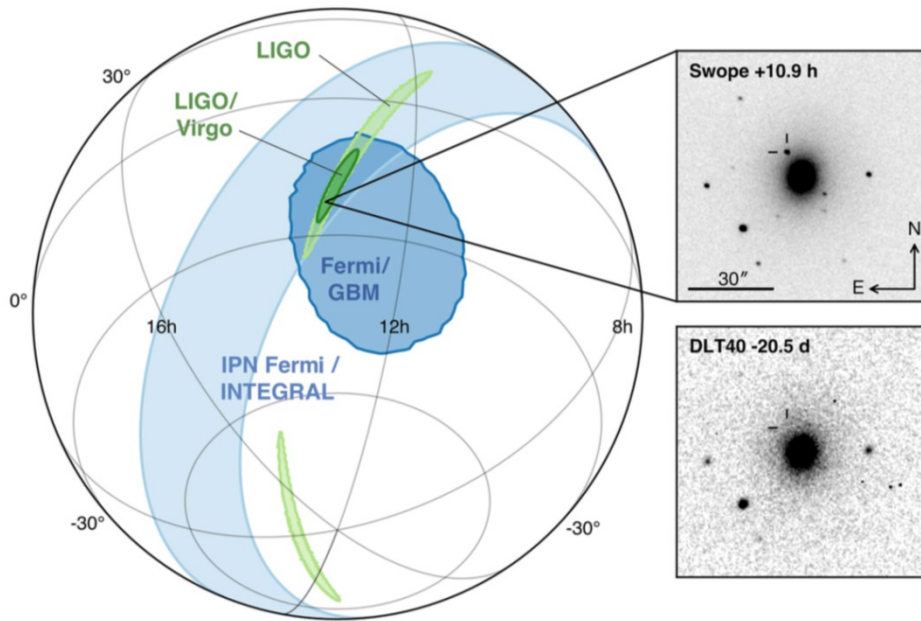 LIGO
30°
LIGO/
Virgo
Swope +10.9 h
N
E
30″
0°
Fermi/
GBM
16h
12h
8h
IPN Fermi /
INTEGRAL
DLT40 -20.5 d
-30°
-30°